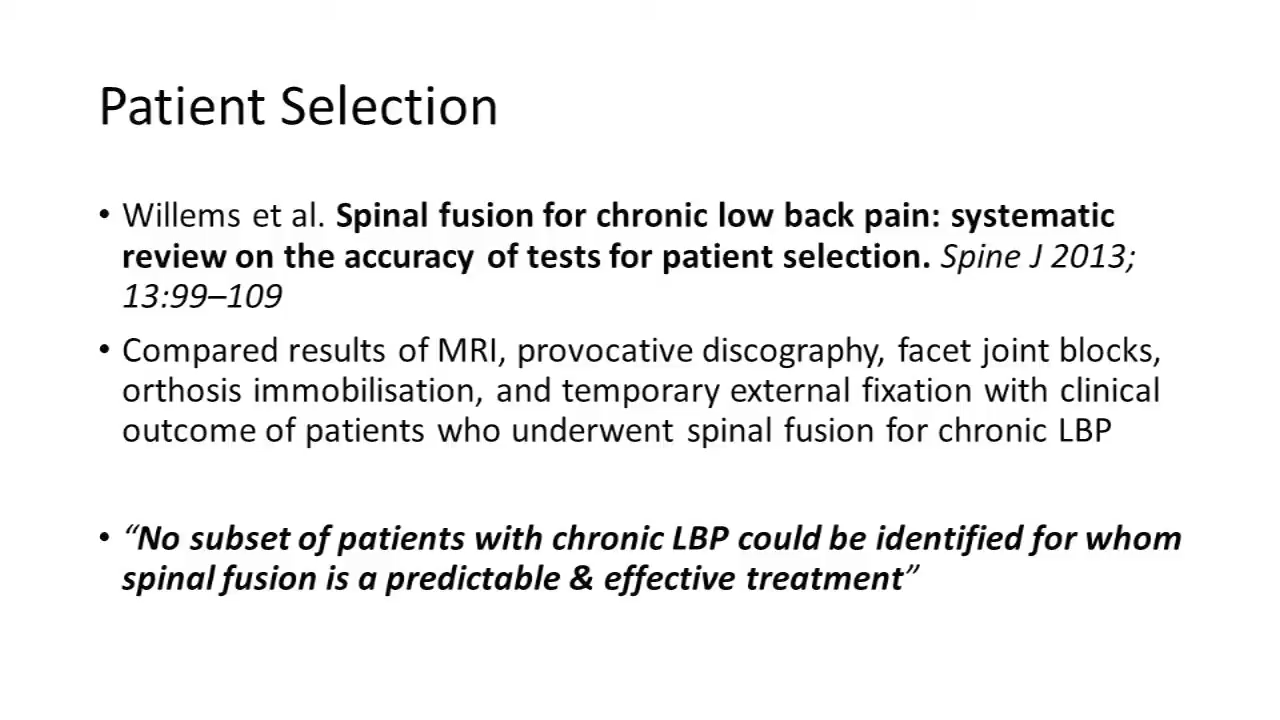 Patient Selection
• Willems et al. Spinal fusion for chronic low back pain: systematic
review on the accuracy of tests for patient selection. Spine J 2013;
13:99–109
• Compared results of MRI, provocative discography, facet joint blocks,
orthosis immobilisation, and temporary external fixation with clinical
outcome of patients who underwent spinal fusion for chronic LBP
• “No subset of patients with chronic LBP could be identified for whom
spinal fusion is a predictable & effective treatment”